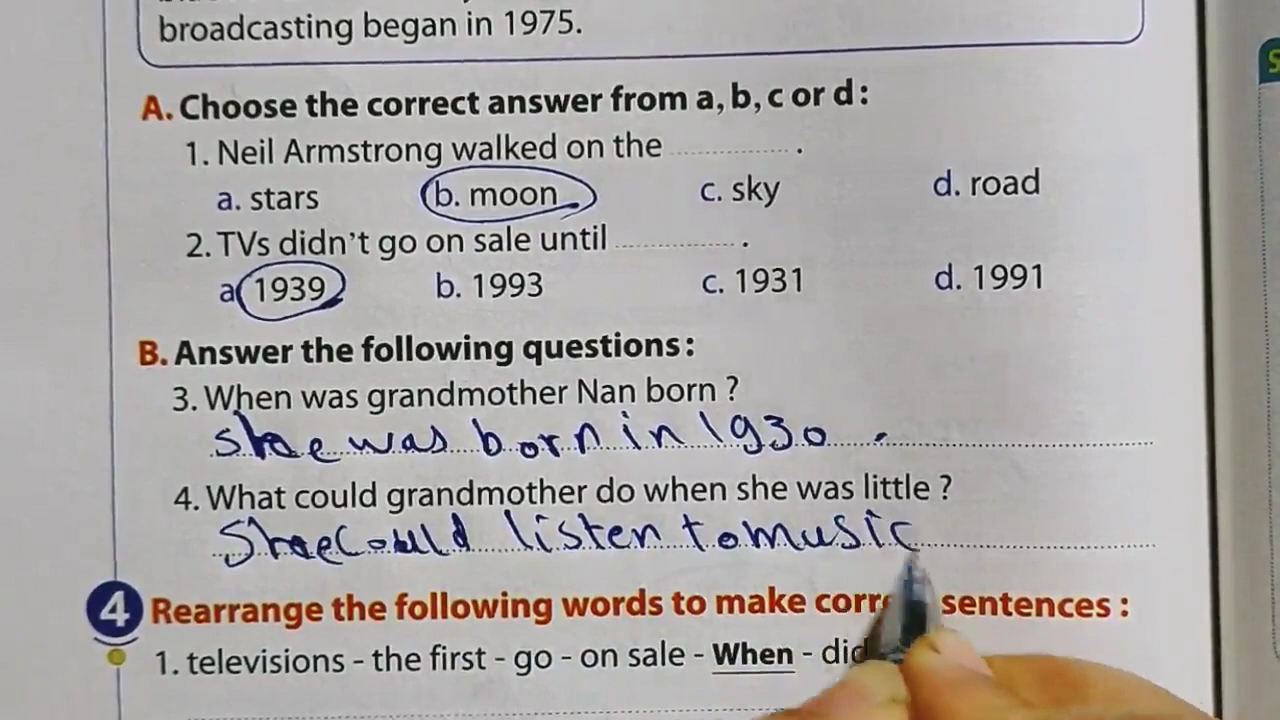 broadcasting began in 1975.
A. Choose the correct answer from a, b, c or d:
1. Neil Armstrong walked on the .............. .
a. stars b. moon c. sky d. road
2. TVs didn't go on sale until .............. .
a 1939 b. 1993 c. 1931 d. 1991
B. Answer the following questions:
3. When was grandmother Nan born ?
she was born in 1930 .
4. What could grandmother do when she was little ?
She could listen to music
4 Rearrange the following words to make sentences :
1. televisions - the first - go - on sale - When - did
S